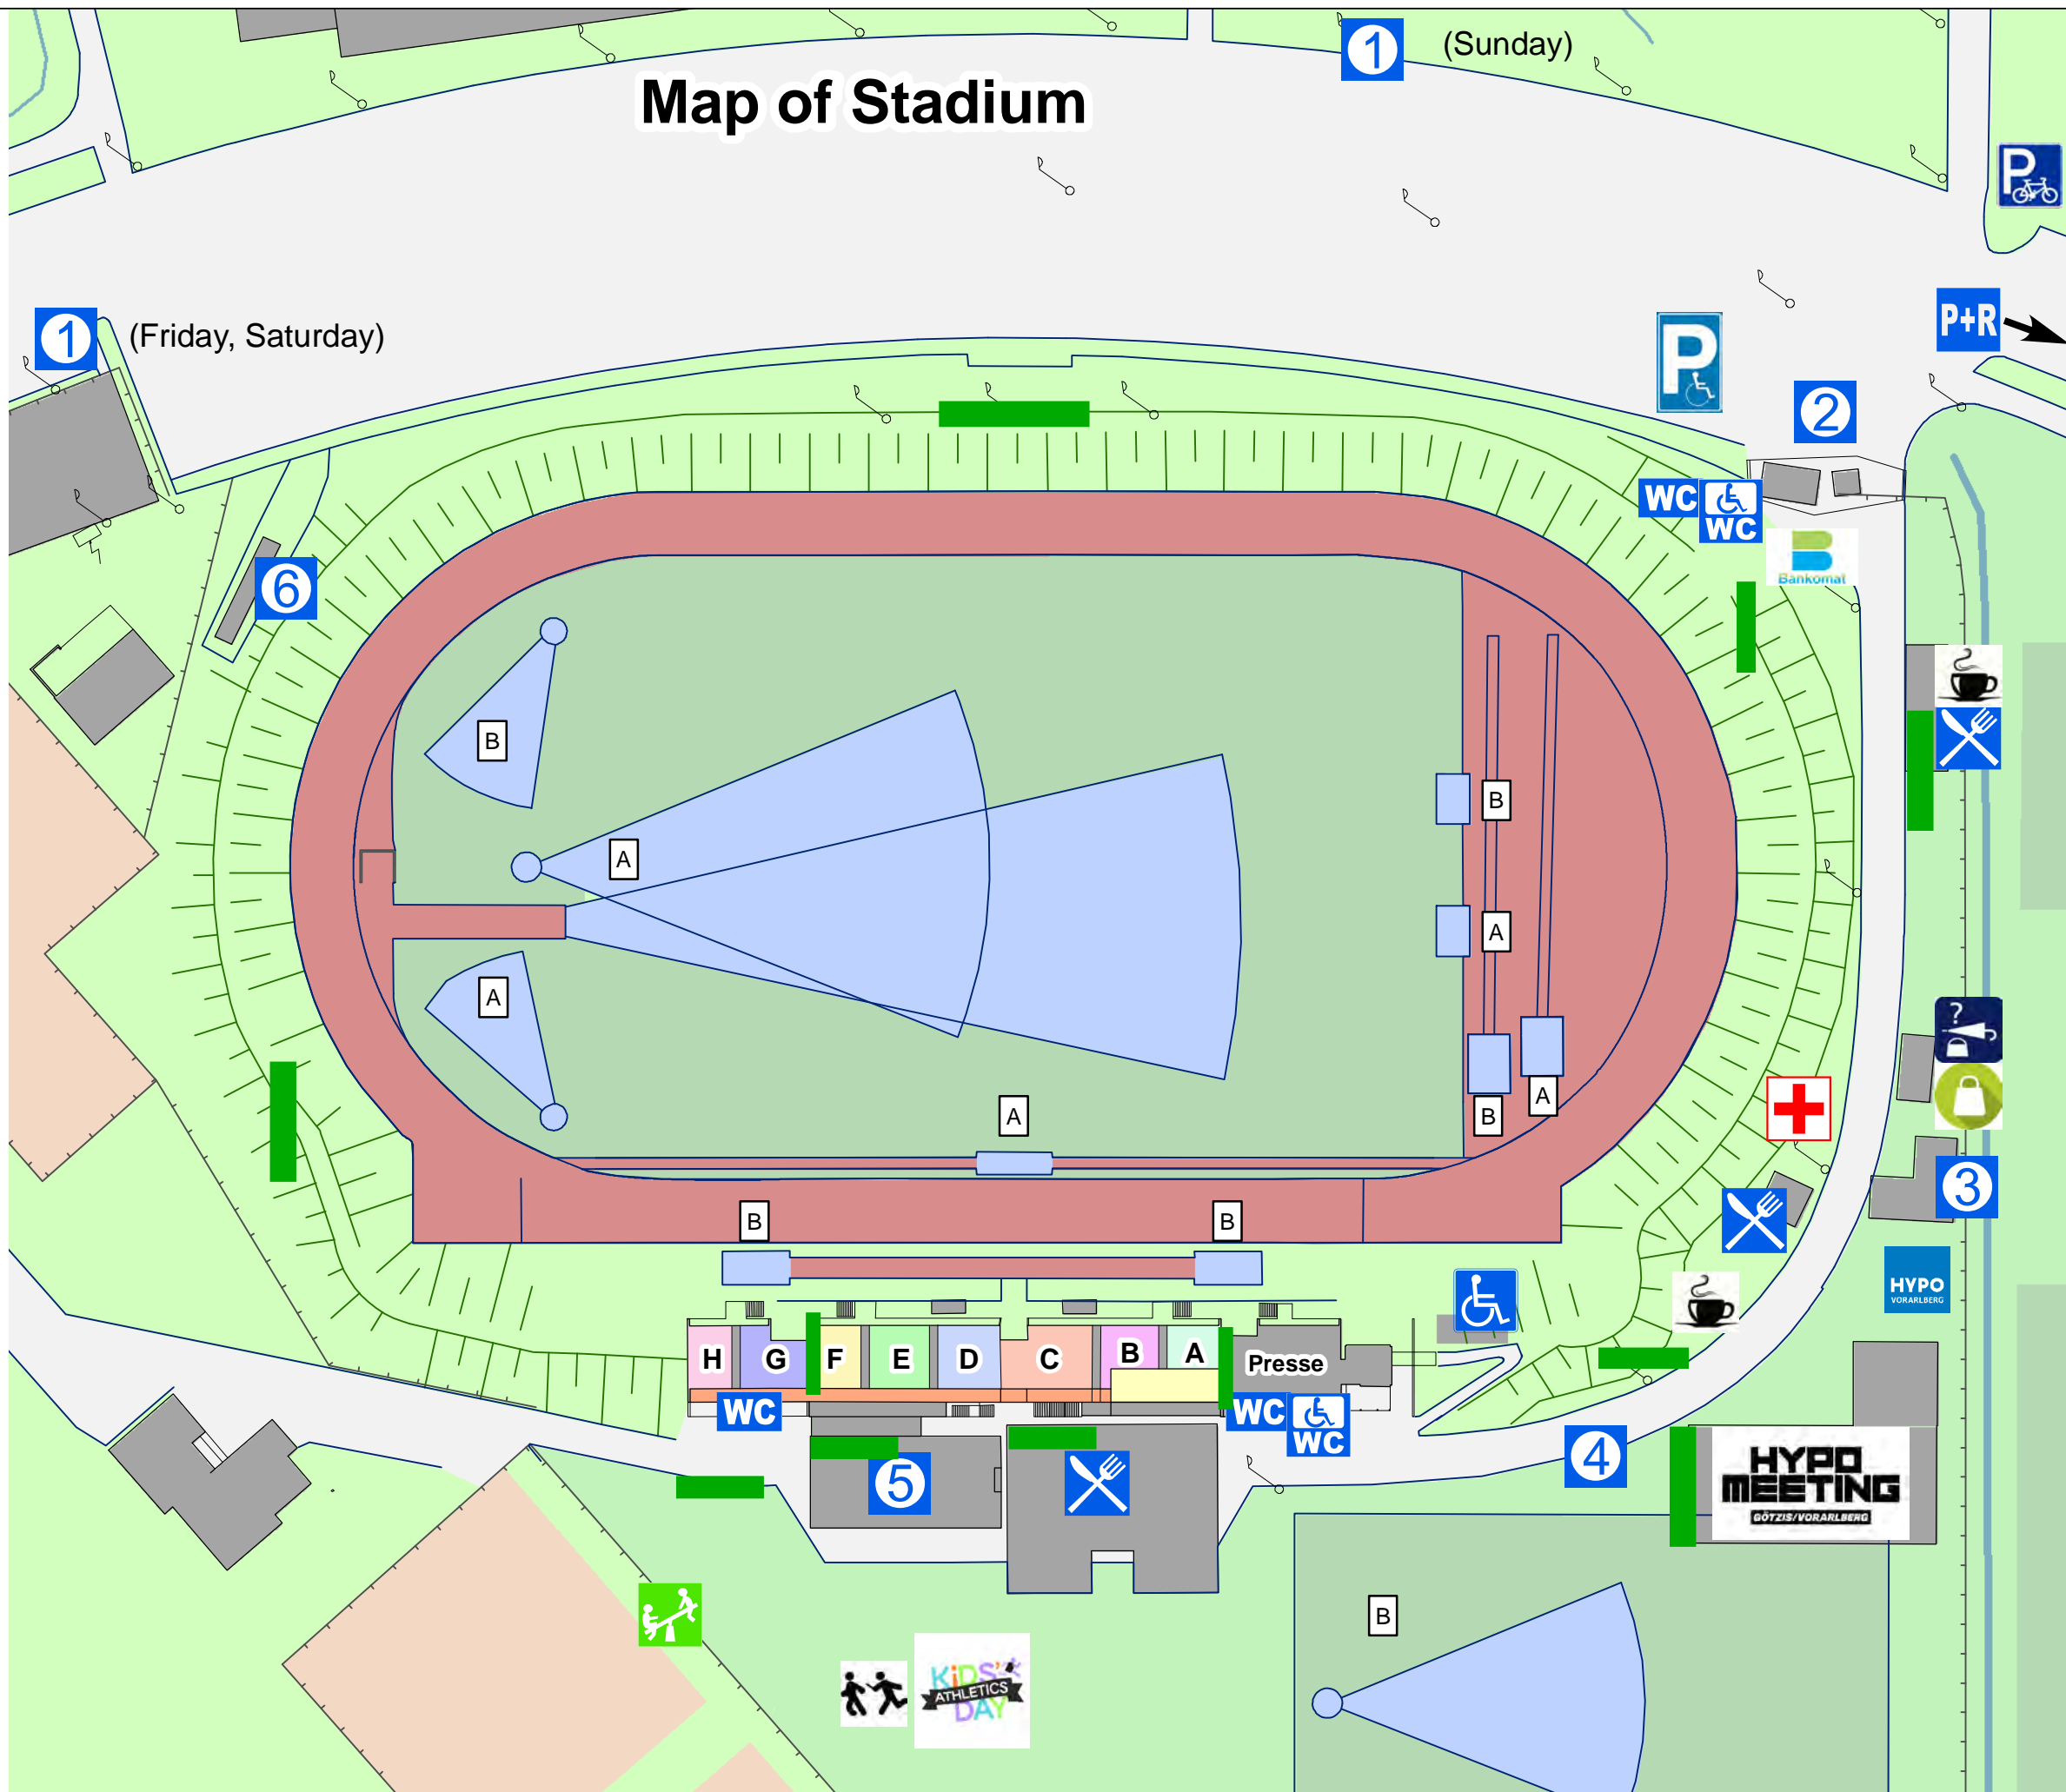 1 (Sunday)
Map of Stadium
P
P+R
1 (Friday, Saturday)
P
2
WC
WC
Bankomat
6
B
A
B
A
A
?
A
B
A
3
B
B
HYPO
VORARLBERG
H G F E D C B A Presse
WC
WC
WC
4
5
HYPO
MEETING
GÖTZIS/VORARLBERG
B
KiDS'
ATHLETICS
DAY